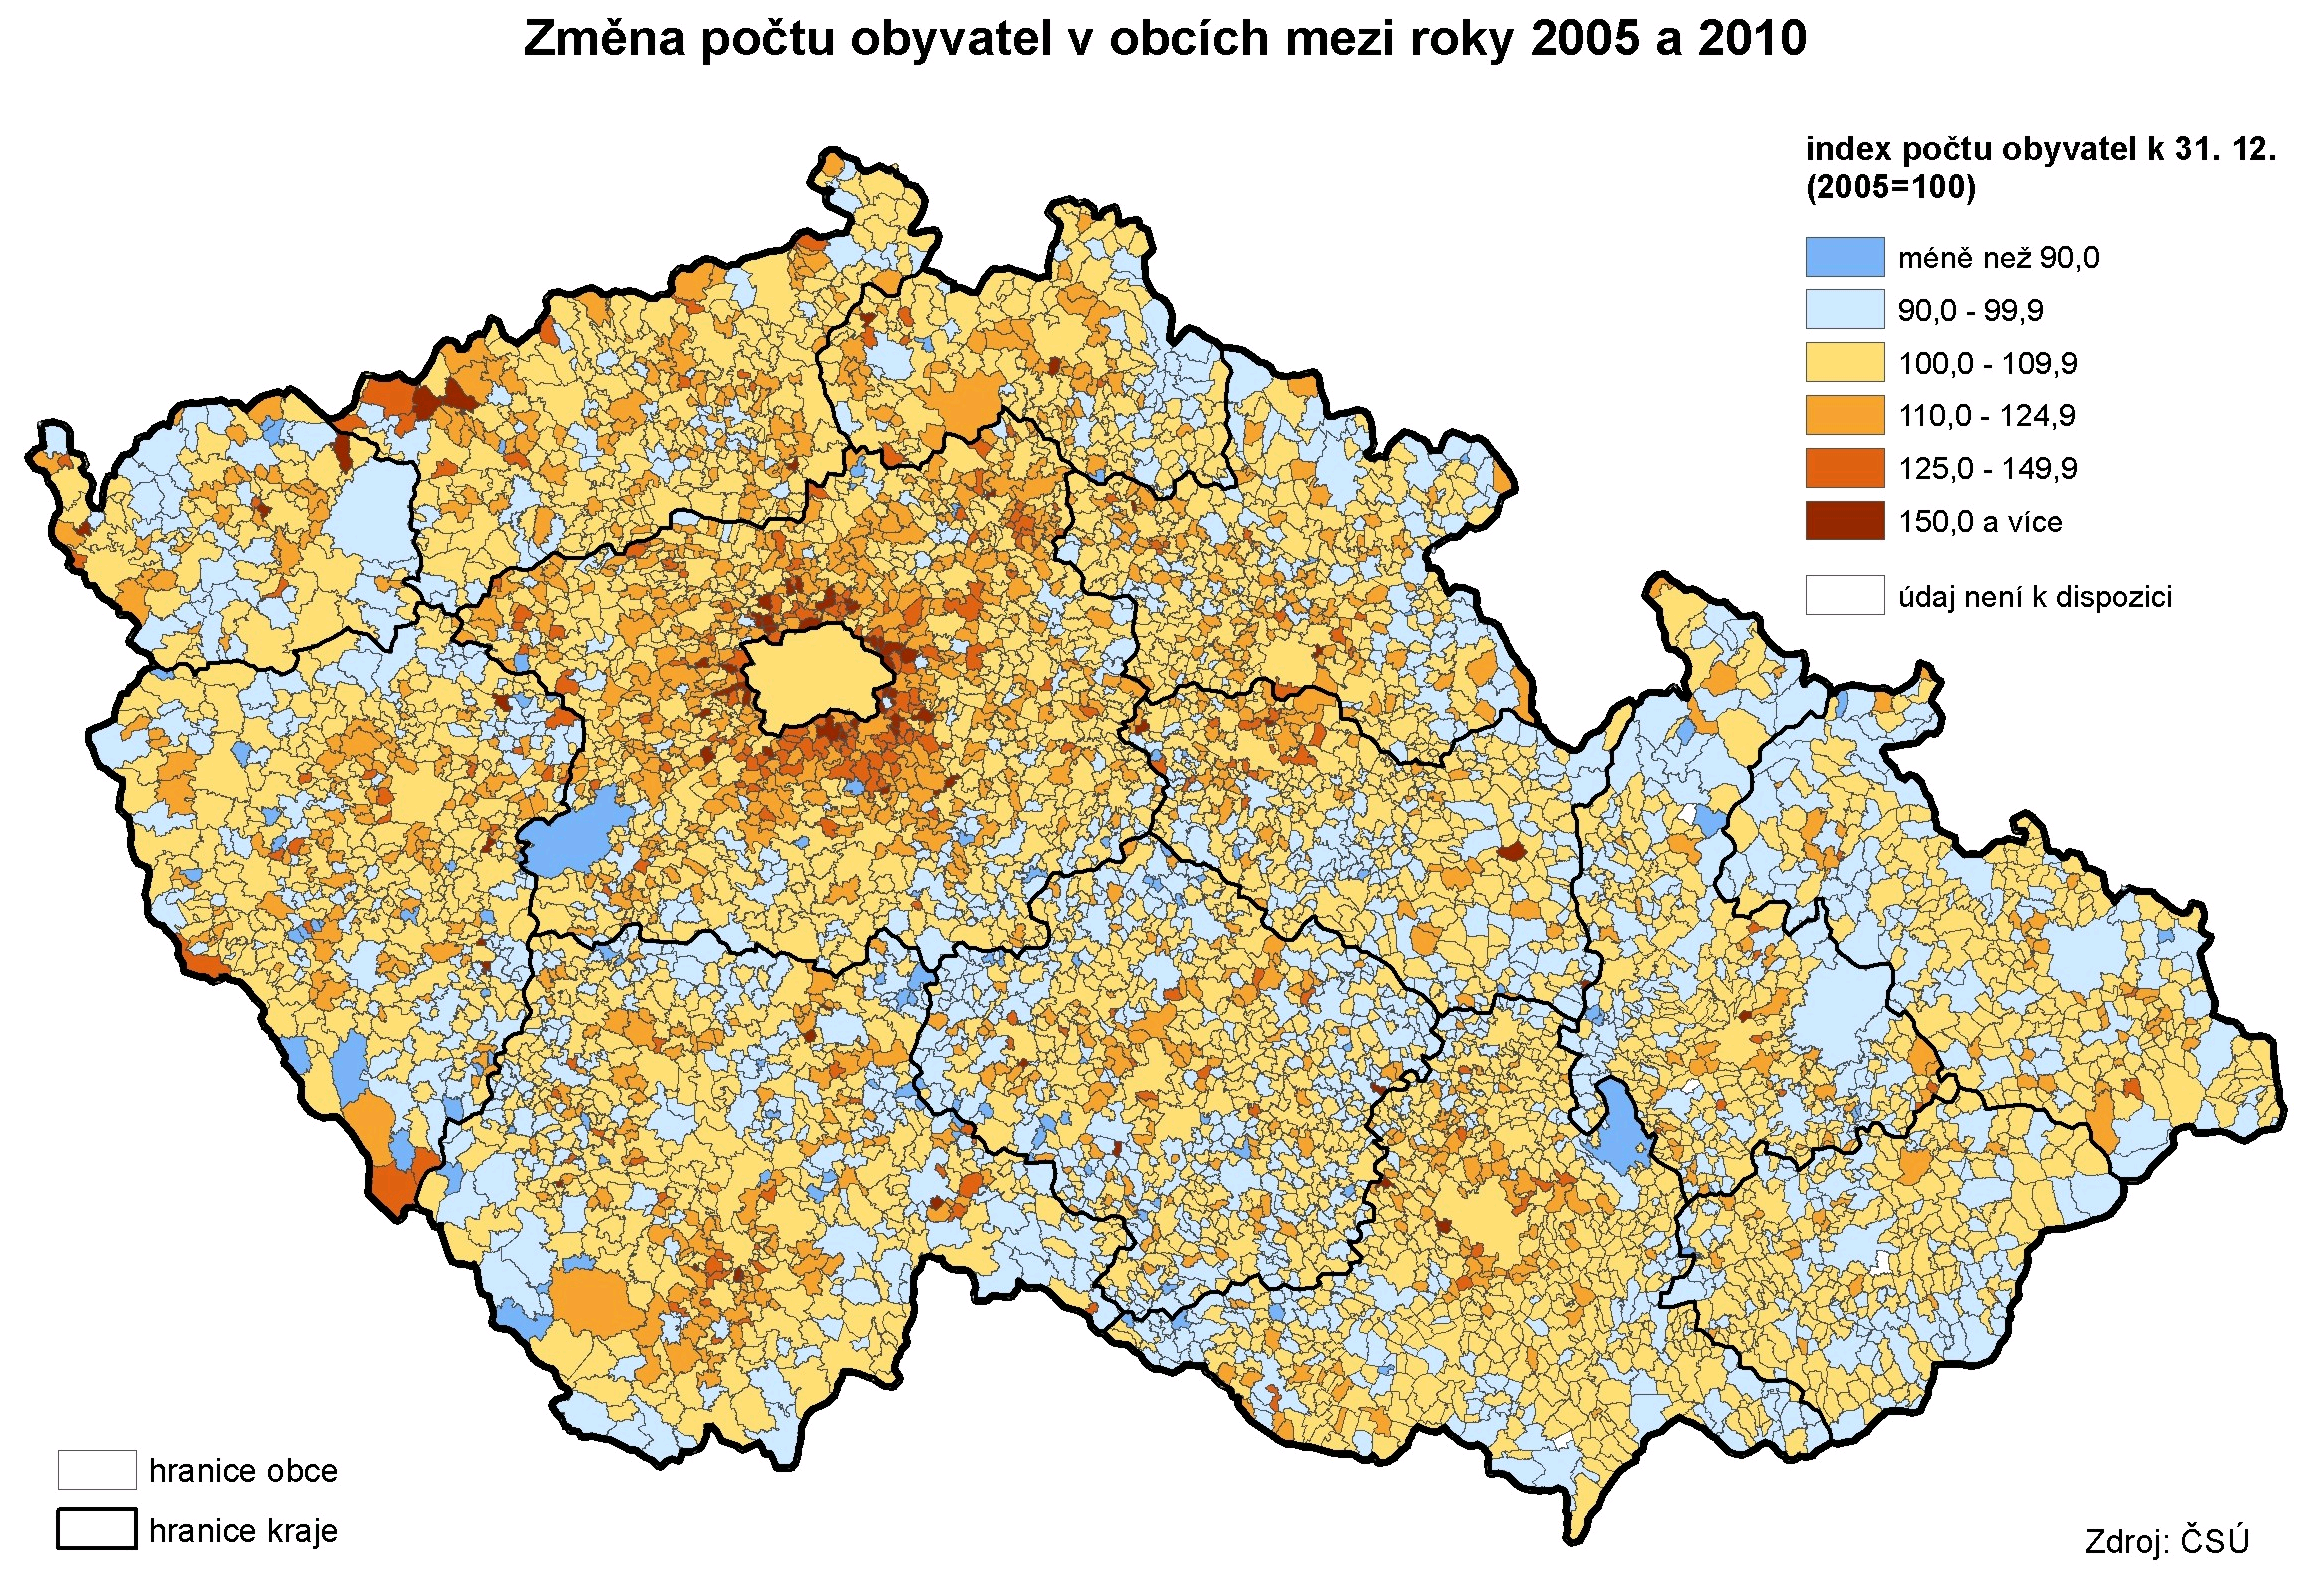 Změna počtu obyvatel v obcích mezi roky 2005 a 2010
index počtu obyvatel k 31. 12.
(2005=100)
méně než 90,0
90,0 - 99,9
100,0 - 109,9
110,0 - 124,9
125,0 - 149,9
150,0 a více
údaj není k dispozici
hranice obce
hranice kraje
Zdroj: ČSÚ